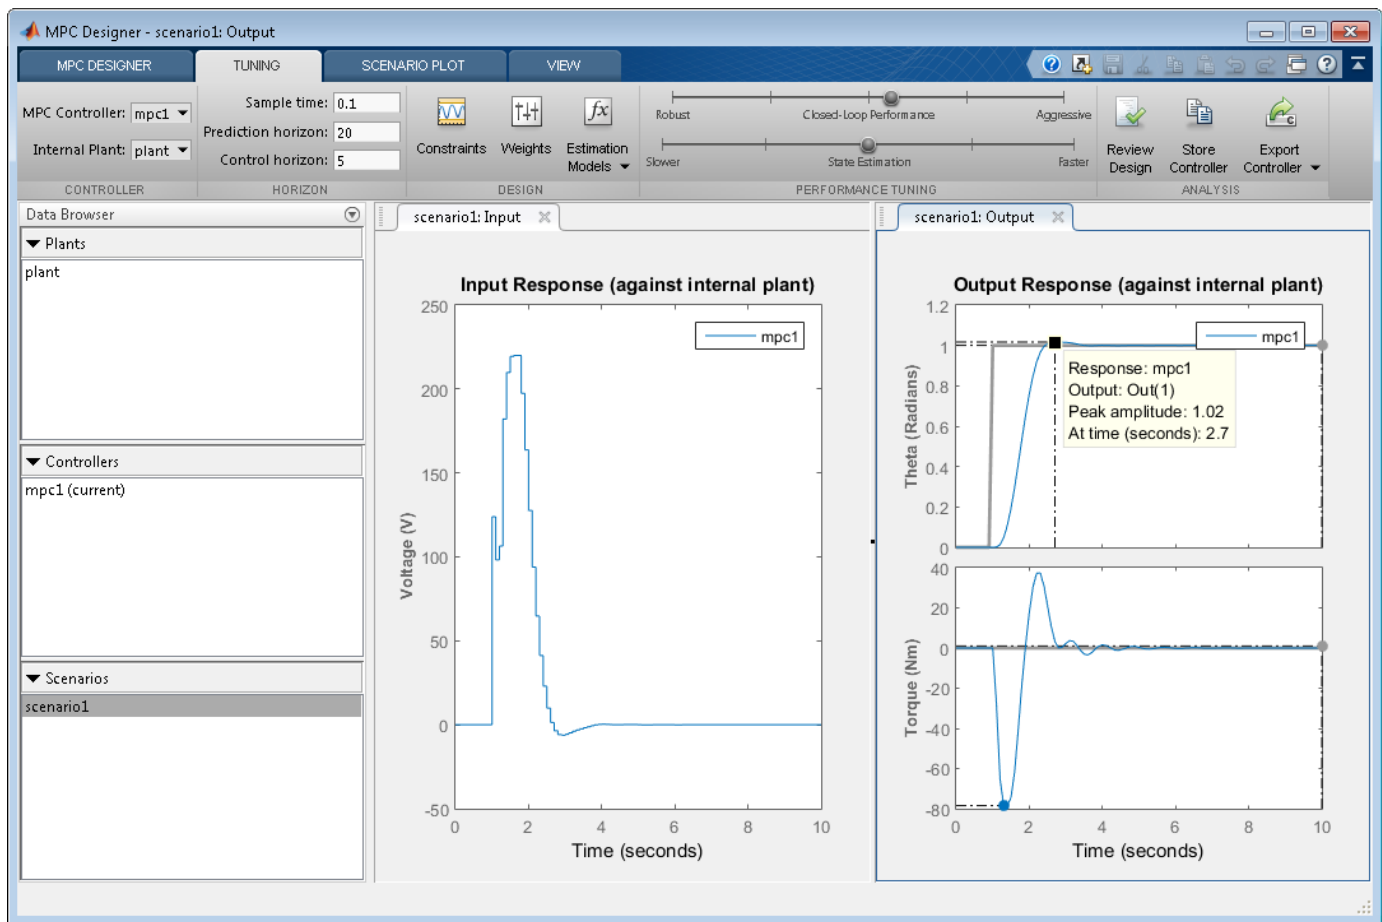 MPC Designer - scenario1: Output
MPC DESIGNER
TUNING
SCENARIO PLOT
VIEW
MPC Controller: mpc1
Internal Plant: plant
CONTROLLER
Sample time: 0.1
Prediction horizon: 20
Control horizon: 5
HORIZON
Constraints
Weights
Estimation
Models
DESIGN
Robust
Closed-Loop Performance
Aggressive
Slower
State Estimation
Faster
PERFORMANCE TUNING
Review
Design
Store
Controller
Export
Controller
ANALYSIS
Data Browser
Plants
plant
Controllers
mpc1 (current)
Scenarios
scenario1
scenario1: Input
Input Response (against internal plant)
mpc1
250
200
150
100
50
0
-50
Voltage (V)
0 2 4 6 8 10
Time (seconds)
scenario1: Output
Output Response (against internal plant)
mpc1
Response: mpc1
Output: Out(1)
Peak amplitude: 1.02
At time (seconds): 2.7
1.2
1
0.8
0.6
0.4
0.2
0
Theta (Radians)
40
20
0
-20
-40
-60
-80
Torque (Nm)
0 2 4 6 8 10
Time (seconds)